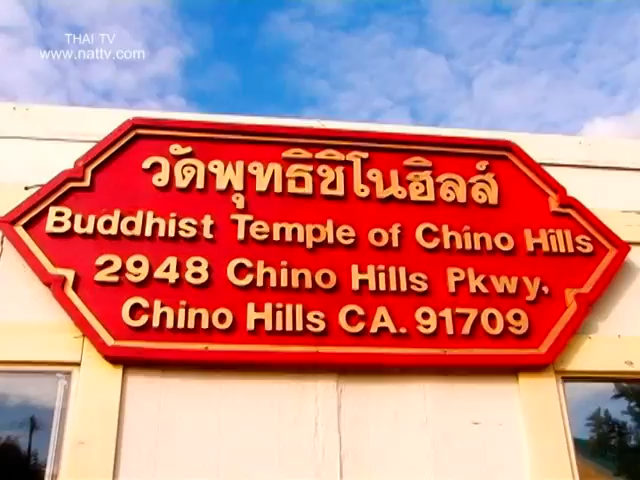 THAI TV
www.nattv.com
วัดพุทธิชิโนฮิลล์
Buddhist Temple of Chino Hills
2948 Chino Hills Pkwy,
Chino Hills CA. 91709